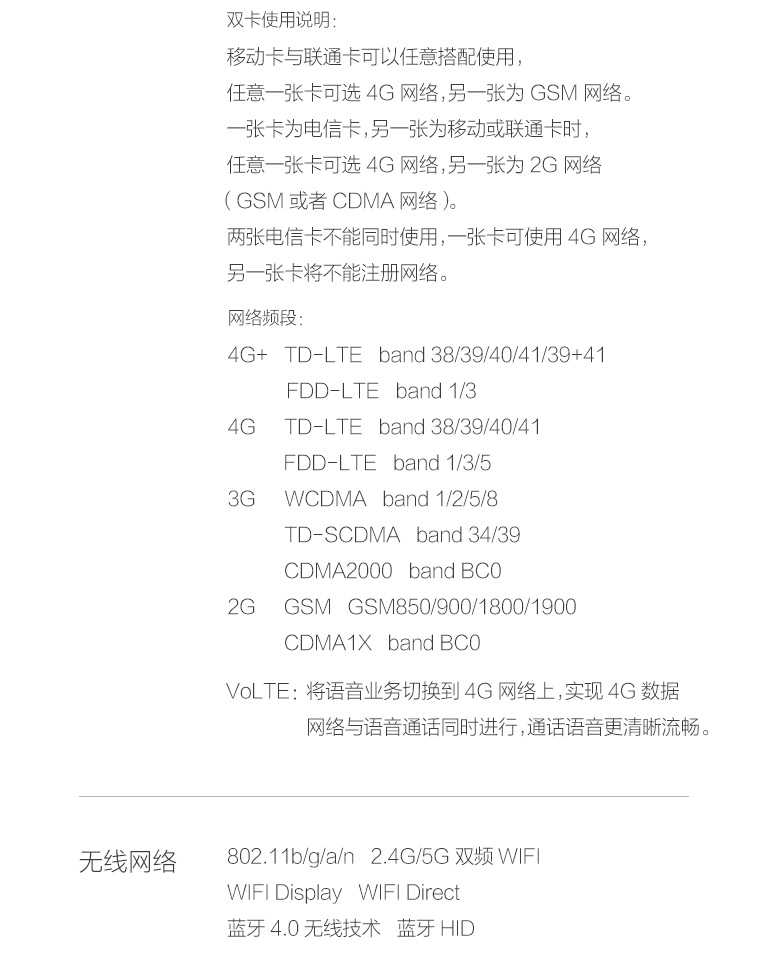 双卡使用说明:
移动卡与联通卡可以任意搭配使用,
任意一张卡可选 4G 网络,另一张为 GSM 网络。
一张卡为电信卡,另一张为移动或联通卡时,
任意一张卡可选 4G 网络,另一张为 2G 网络
( GSM 或者 CDMA 网络 )。
两张电信卡不能同时使用,一张卡可使用 4G 网络,
另一张卡将不能注册网络。
网络频段:
4G+ TD-LTE band 38/39/40/41/39+41
FDD-LTE band 1/3
4G TD-LTE band 38/39/40/41
FDD-LTE band 1/3/5
3G WCDMA band 1/2/5/8
TD-SCDMA band 34/39
CDMA2000 band BC0
2G GSM GSM850/900/1800/1900
CDMA1X band BC0
VoLTE: 将语音业务切换到 4G 网络上,实现 4G 数据
网络与语音通话同时进行,通话语音更清晰流畅。
无线网络 802.11b/g/a/n 2.4G/5G 双频 WIFI
WIFI Display WIFI Direct
蓝牙 4.0 无线技术 蓝牙 HID